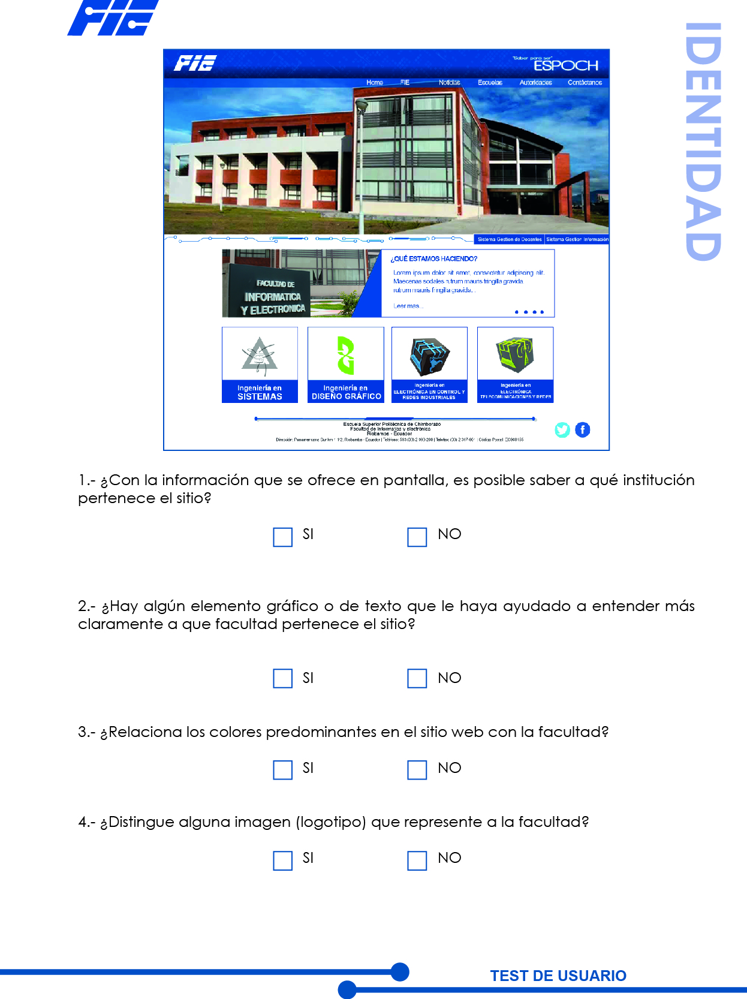 FIE
IDENTIDAD
FIE
"Saber para ser"
ESPOCH
Home FIE Noticias Escuelas Autoridades Contáctanos
Sistema Gestion de Docentes Sistema Gestion Información
FACULTAD DE
INFORMATICA
Y ELECTRONICA
¿QUÉ ESTAMOS HACIENDO?
Lorem ipsum dolor sit amet, consectetur adipiscing elit.
Maecenas sodales rutrum mauris fringilla gravida.
rutrum mauris fringilla gravida...
Leer mas...
Ingeniería en
SISTEMAS
Ingeniería en
DISEÑO GRÁFICO
Ingeniería en
ELECTRÓNICA EN CONTROL Y
REDES INDUSTRIALES
Ingeniería en
ELECTRÓNICA
TELECOMUNICACIONES Y REDES
Escuela Superior Politécnica de Chimborazo
Facultad de Informática y electrónica
Riobamba - Ecuador
Dirección: Panamericana Sur km 1 1/2, Riobamba - Ecuador | Teléfono: 593 (03) 2 998-200 | Telefax: (03) 2 317-001 | Código Postal: EC060155
1.- ¿Con la información que se ofrece en pantalla, es posible saber a qué institución
pertenece el sitio?
SI NO
2.- ¿Hay algún elemento gráfico o de texto que le haya ayudado a entender más
claramente a que facultad pertenece el sitio?
SI NO
3.- ¿Relaciona los colores predominantes en el sitio web con la facultad?
SI NO
4.- ¿Distingue alguna imagen (logotipo) que represente a la facultad?
SI NO
TEST DE USUARIO